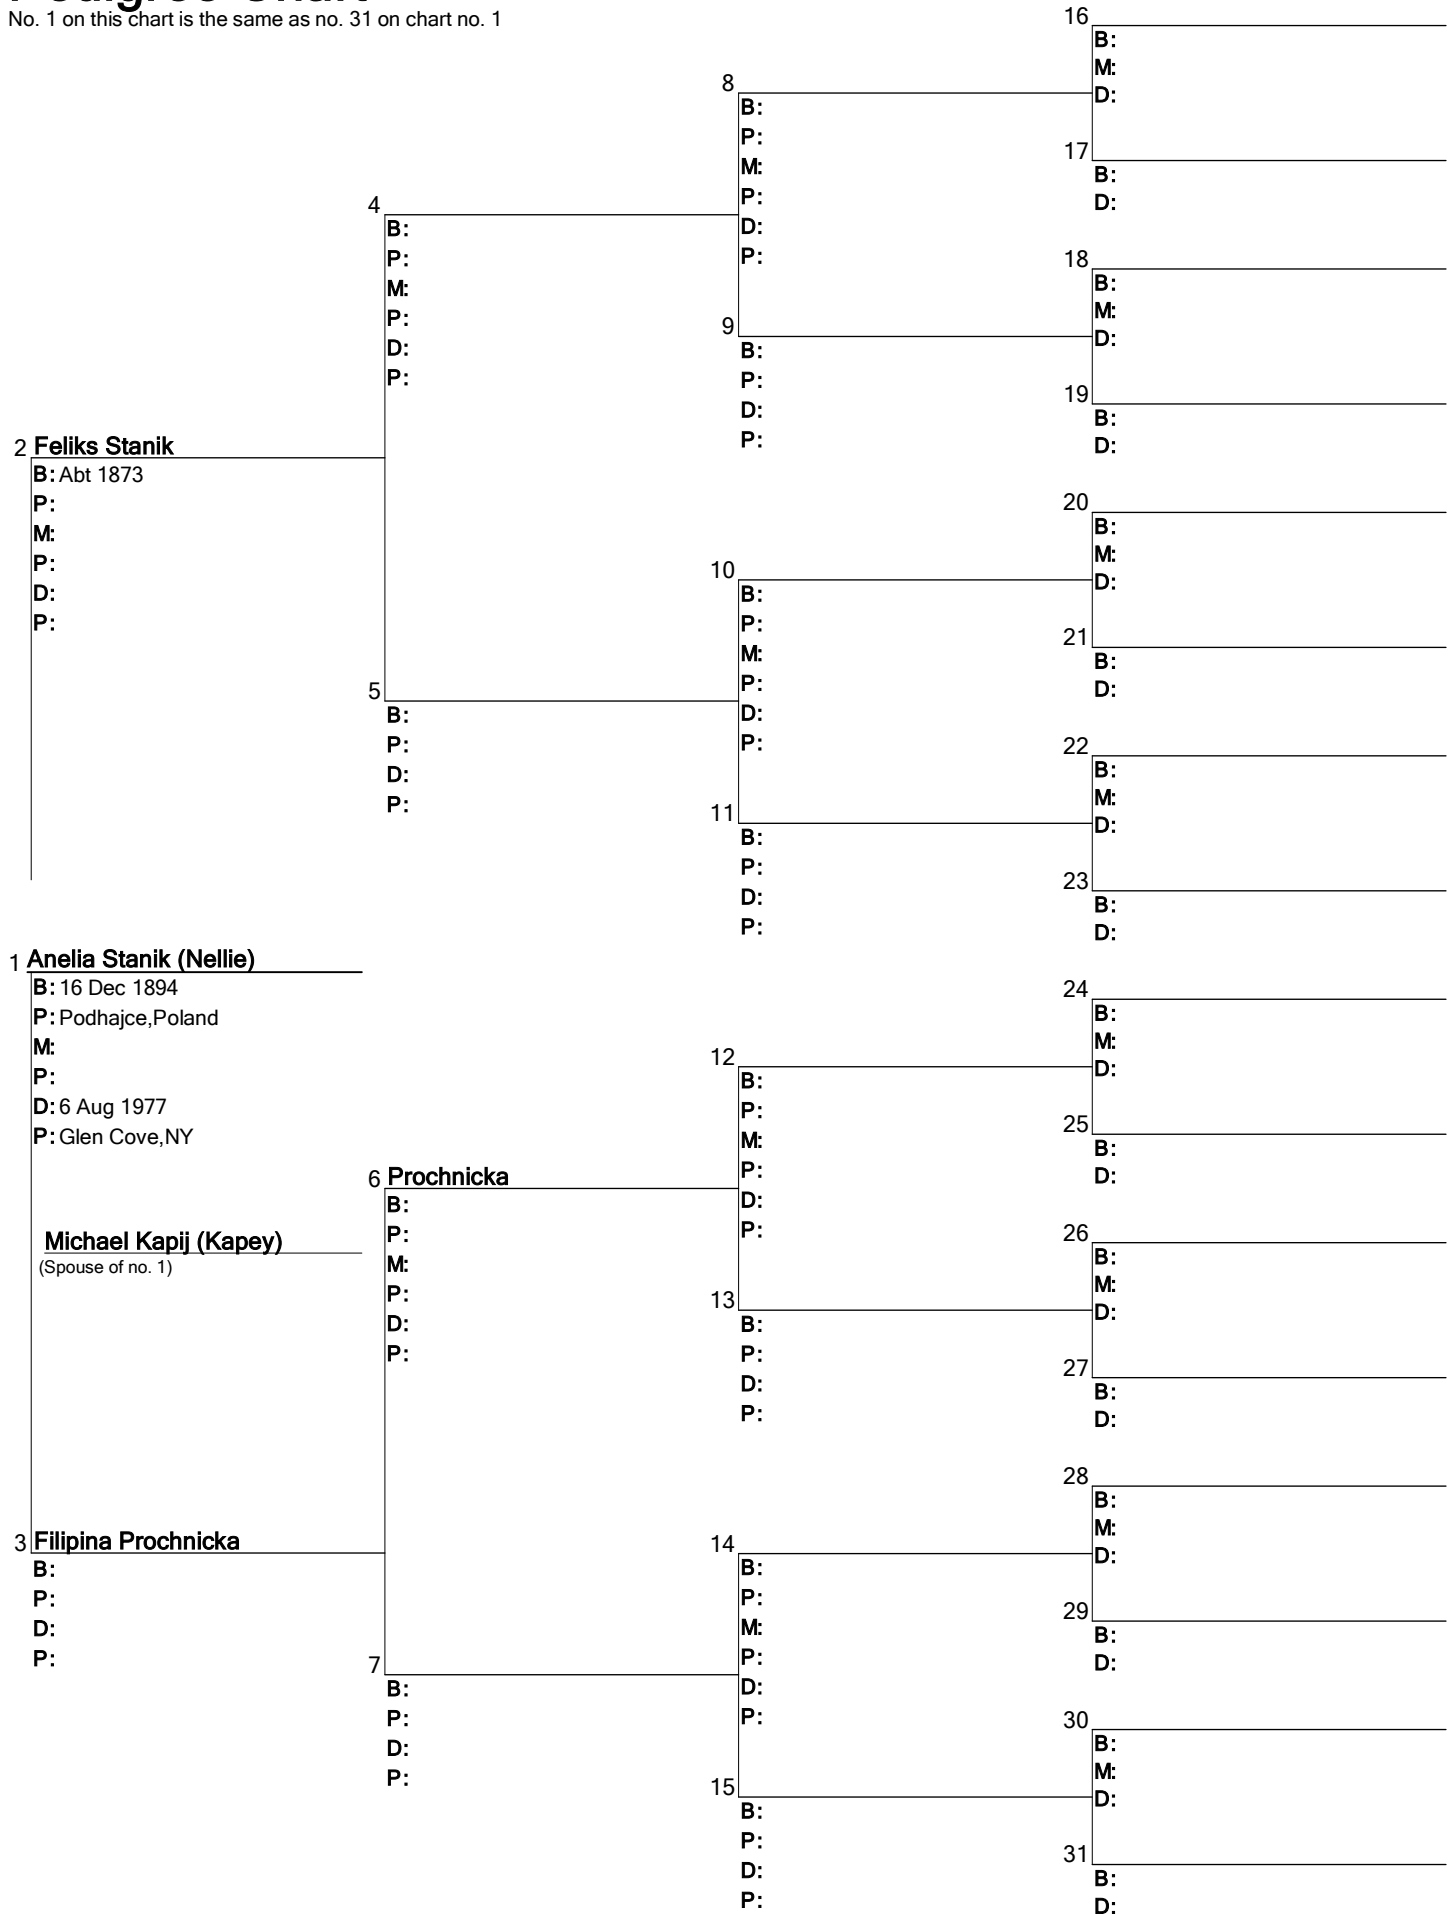 Pedigree Chart
No. 1 on this chart is the same as no. 31 on chart no. 1
2 Feliks Stanik
B: Abt 1873
P:
M:
P:
D:
P:
1 Anelia Stanik (Nellie)
B: 16 Dec 1894
P: Podhajce,Poland
M:
P:
D: 6 Aug 1977
P: Glen Cove,NY
Michael Kapij (Kapey)
(Spouse of no. 1)
3 Filipina Prochnicka
B:
P:
D:
P:
4
B:
P:
M:
P:
D:
P:
5
B:
P:
D:
P:
6 Prochnicka
B:
P:
M:
P:
D:
P:
7
B:
P:
D:
P:
8
B:
P:
M:
P:
D:
P:
9
B:
P:
D:
P:
10
B:
P:
M:
P:
D:
P:
11
B:
P:
D:
P:
12
B:
P:
M:
P:
D:
P:
13
B:
P:
D:
P:
14
B:
P:
M:
P:
D:
P:
15
B:
P:
D:
P:
16
B:
M:
D:
17
B:
D:
18
B:
M:
D:
19
B:
D:
20
B:
M:
D:
21
B:
D:
22
B:
M:
D:
23
B:
D:
24
B:
M:
D:
25
B:
D:
26
B:
M:
D:
27
B:
D:
28
B:
M:
D:
29
B:
D:
30
B:
M:
D:
31
B:
D: